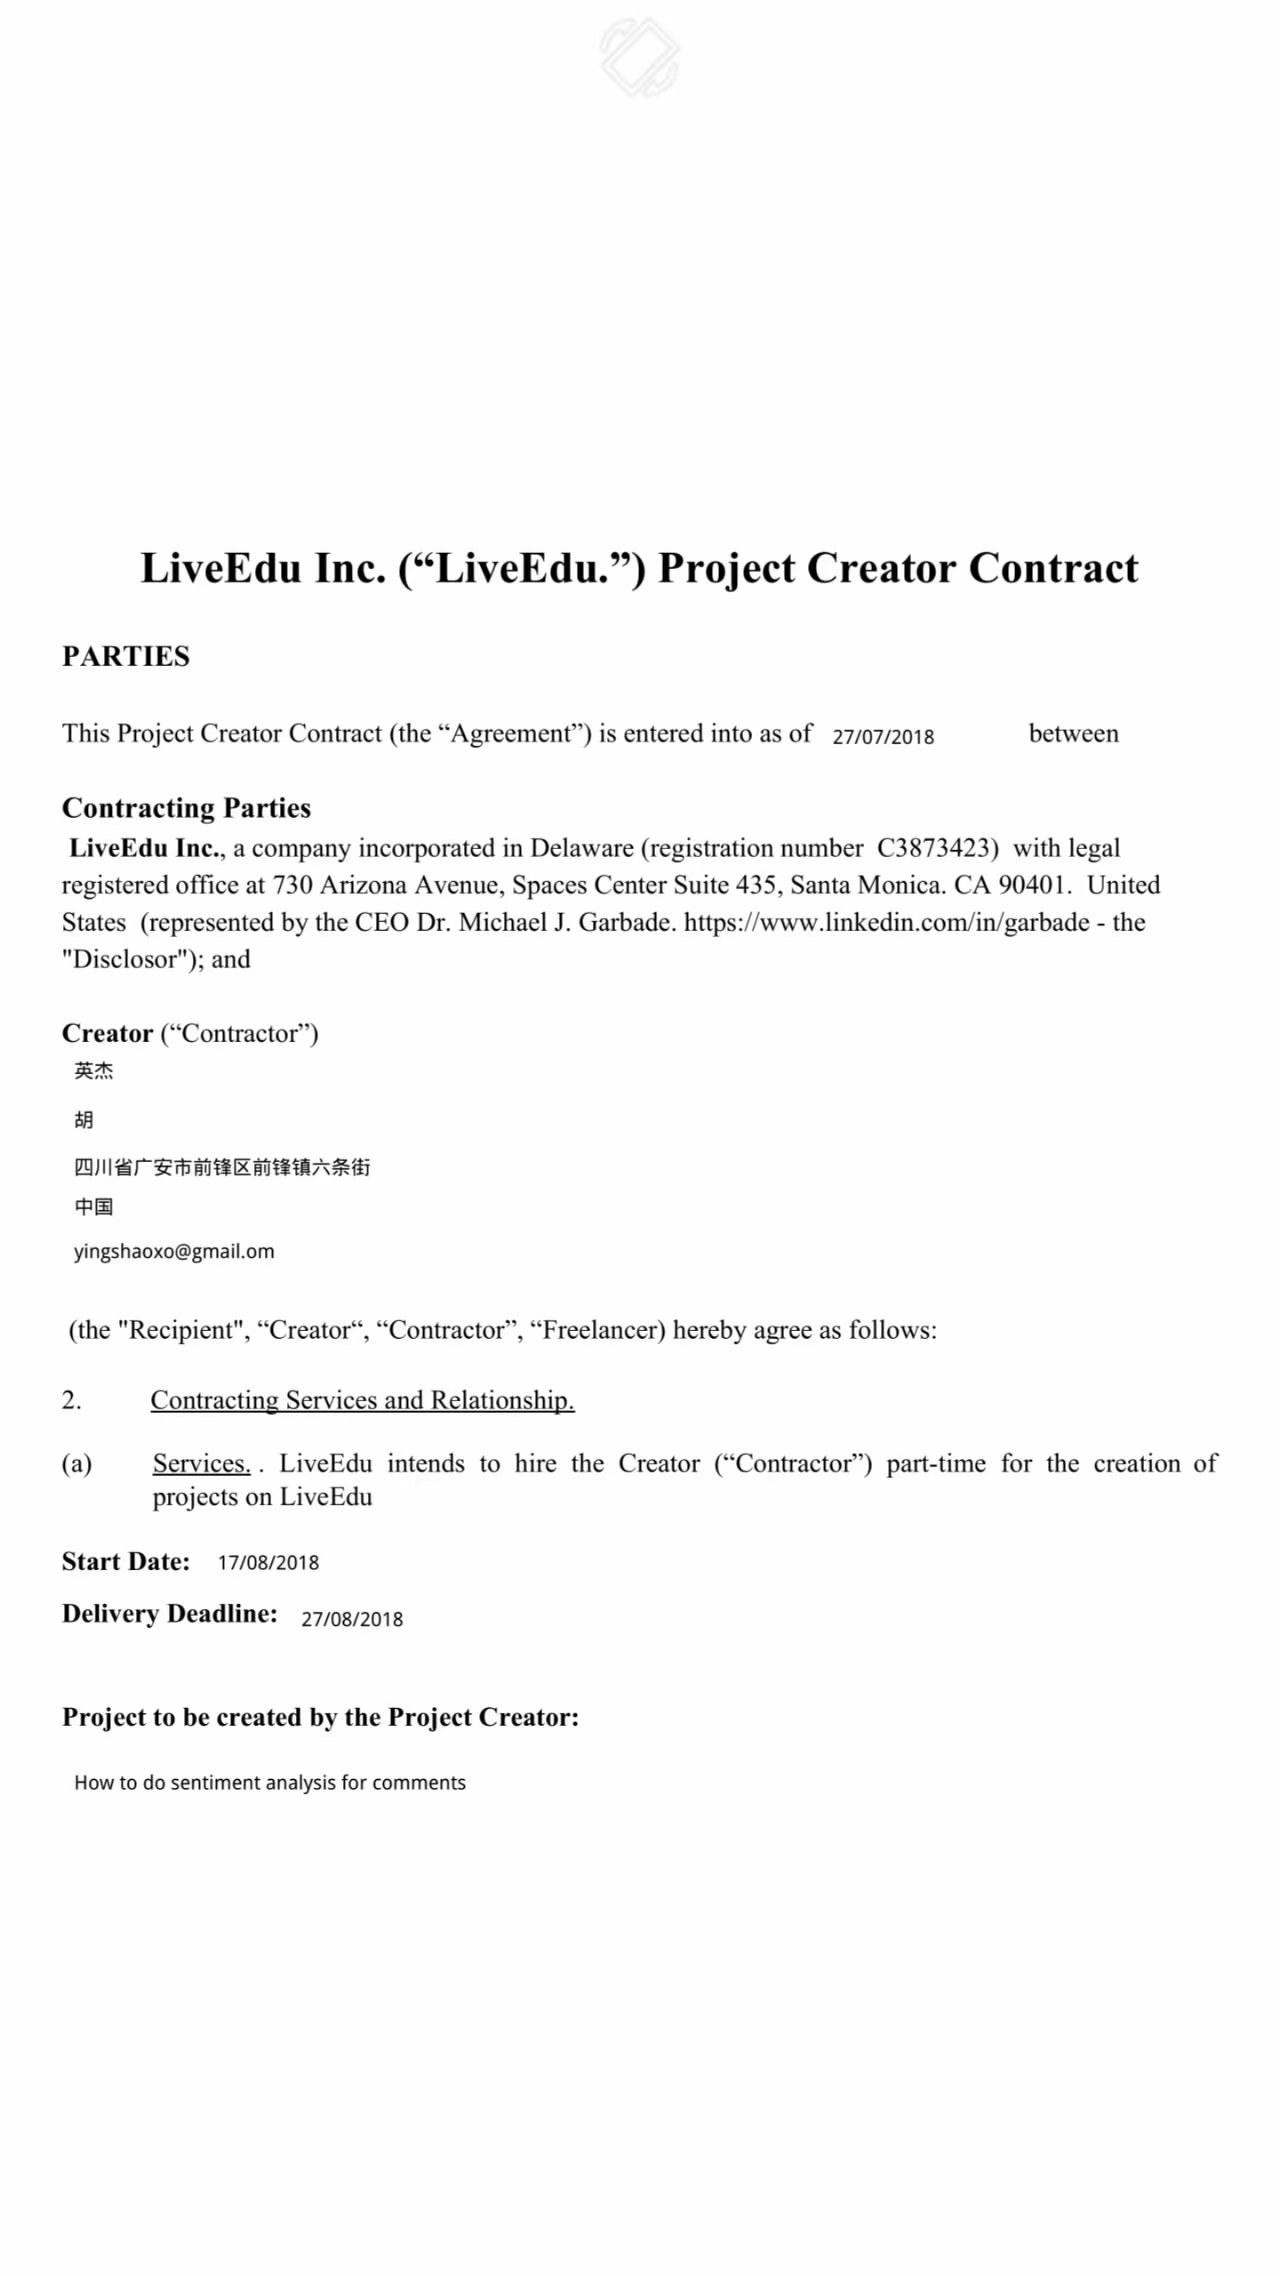 LiveEdu Inc. (“LiveEdu.”) Project Creator Contract
PARTIES
This Project Creator Contract (the “Agreement”) is entered into as of 27/07/2018 between
Contracting Parties
LiveEdu Inc., a company incorporated in Delaware (registration number C3873423) with legal
registered office at 730 Arizona Avenue, Spaces Center Suite 435, Santa Monica. CA 90401. United
States (represented by the CEO Dr. Michael J. Garbade. https://www.linkedin.com/in/garbade - the
"Disclosor"); and
Creator (“Contractor”)
英杰
胡
四川省广安市前锋区前锋镇六条街
中国
yingshaoxo@gmail.om
(the "Recipient", “Creator“, “Contractor”, “Freelancer) hereby agree as follows:
2. Contracting Services and Relationship.
(a) Services. . LiveEdu intends to hire the Creator (“Contractor”) part-time for the creation of
projects on LiveEdu
Start Date: 17/08/2018
Delivery Deadline: 27/08/2018
Project to be created by the Project Creator:
How to do sentiment analysis for comments